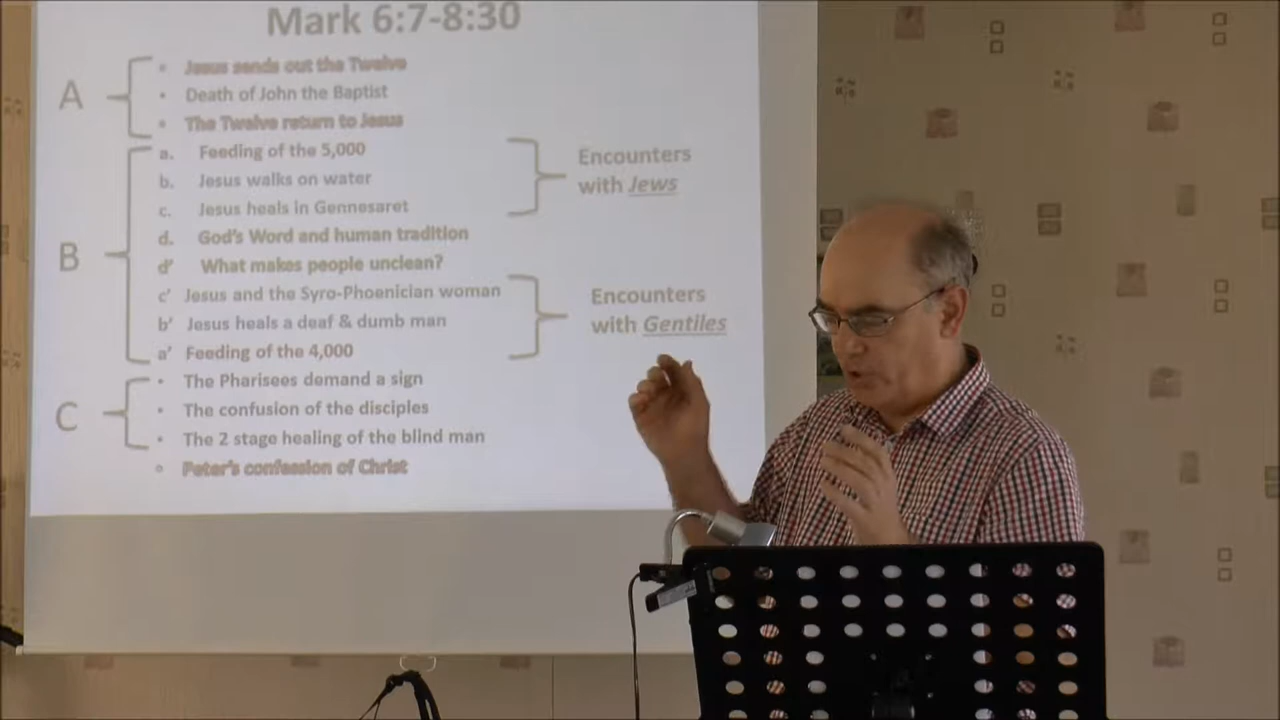 Mark 6:7-8:30
A
• Jesus sends out the Twelve
• Death of John the Baptist
• The Twelve return to Jesus
B
a. Feeding of the 5,000
b. Jesus walks on water
c. Jesus heals in Gennesaret
Encounters
with Jews
d. God's Word and human tradition
d' What makes people unclean?
c' Jesus and the Syro-Phoenician woman
b' Jesus heals a deaf & dumb man
a' Feeding of the 4,000
Encounters
with Gentiles
C
• The Pharisees demand a sign
• The confusion of the disciples
• The 2 stage healing of the blind man
○ Peter's confession of Christ